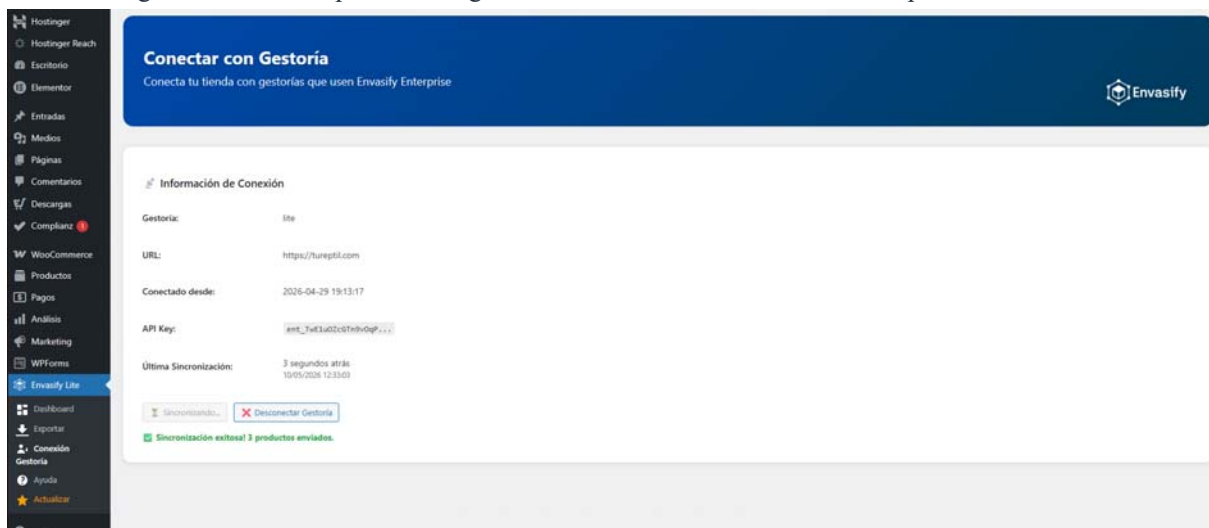 Hostinger
Hostinger Reach
Escritorio
Elementor
Entradas
Medios
Páginas
Comentarios
Descargas
Complianz 1
WooCommerce
Productos
Pagos
Análisis
Marketing
WPForms
Envasify Lite
Dashboard
Exportar
Conexión
Gestoría
Ayuda
Actualizar
Conectar con Gestoría
Conecta tu tienda con gestorías que usen Envasify Enterprise
Envasify
Información de Conexión
Gestoría: lite
URL: https://tureptil.com
Conectado desde: 2026-04-29 19:13:17
API Key:
Última Sincronización: 3 segundos atrás
10/05/2026 12:33:03
Sincronizando... Desconectar Gestoría
Sincronización exitosa! 3 productos enviados.